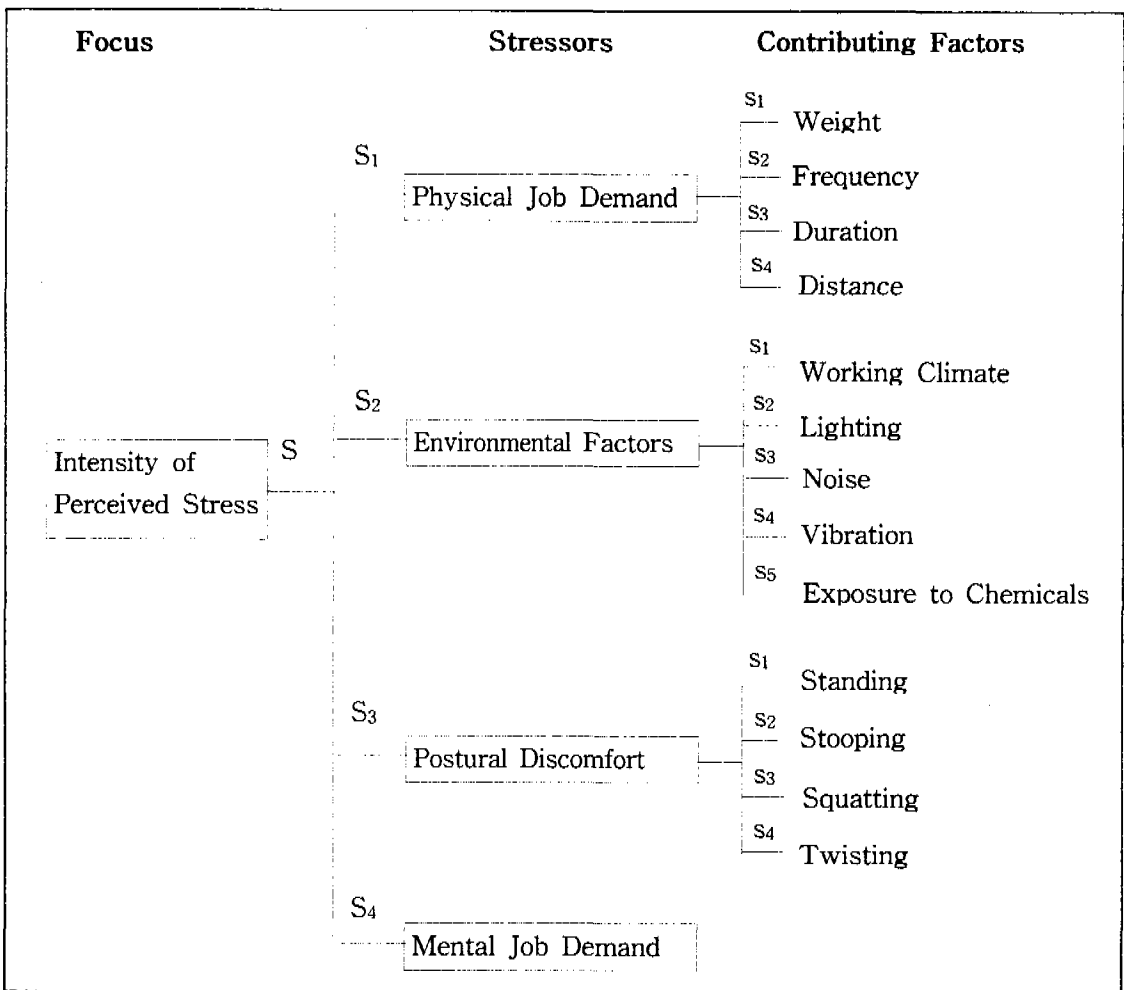 Focus Stressors Contributing Factors
S1
Weight
S1
S2
Physical Job Demand
Frequency
S3
Duration
S4
Distance
S1
Working Climate
S2
S2
Lighting
Environmental Factors
S
S3
Intensity of
Noise
Perceived Stress
S4
Vibration
S5
Exposure to Chemicals
S1
Standing
S3
S2
Stooping
Postural Discomfort
S3
Squatting
S4
Twisting
S4
Mental Job Demand